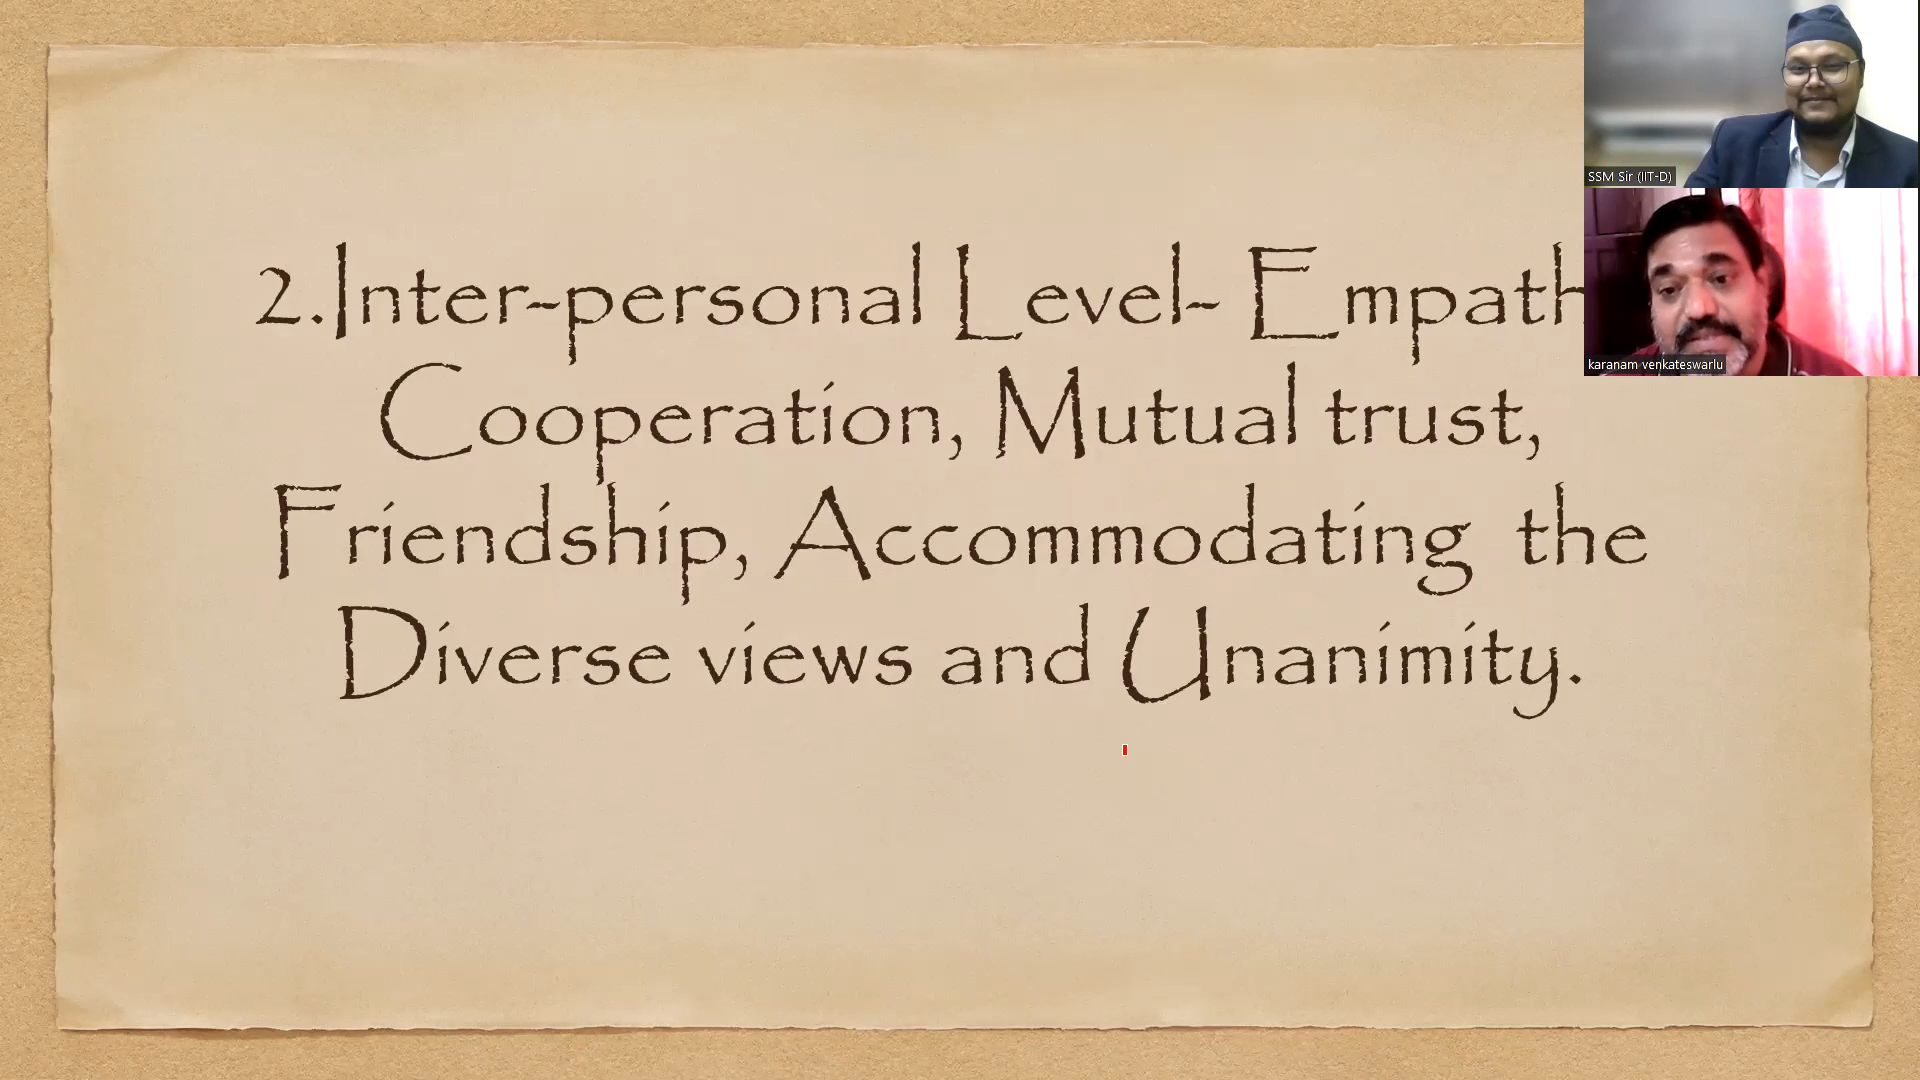 2.Inter-personal Level- Empath
Cooperation, Mutual trust,
Friendship, Accommodating the
Diverse views and Unanimity.
SSM Sir (IIT-D)
karanam venkateswarlu